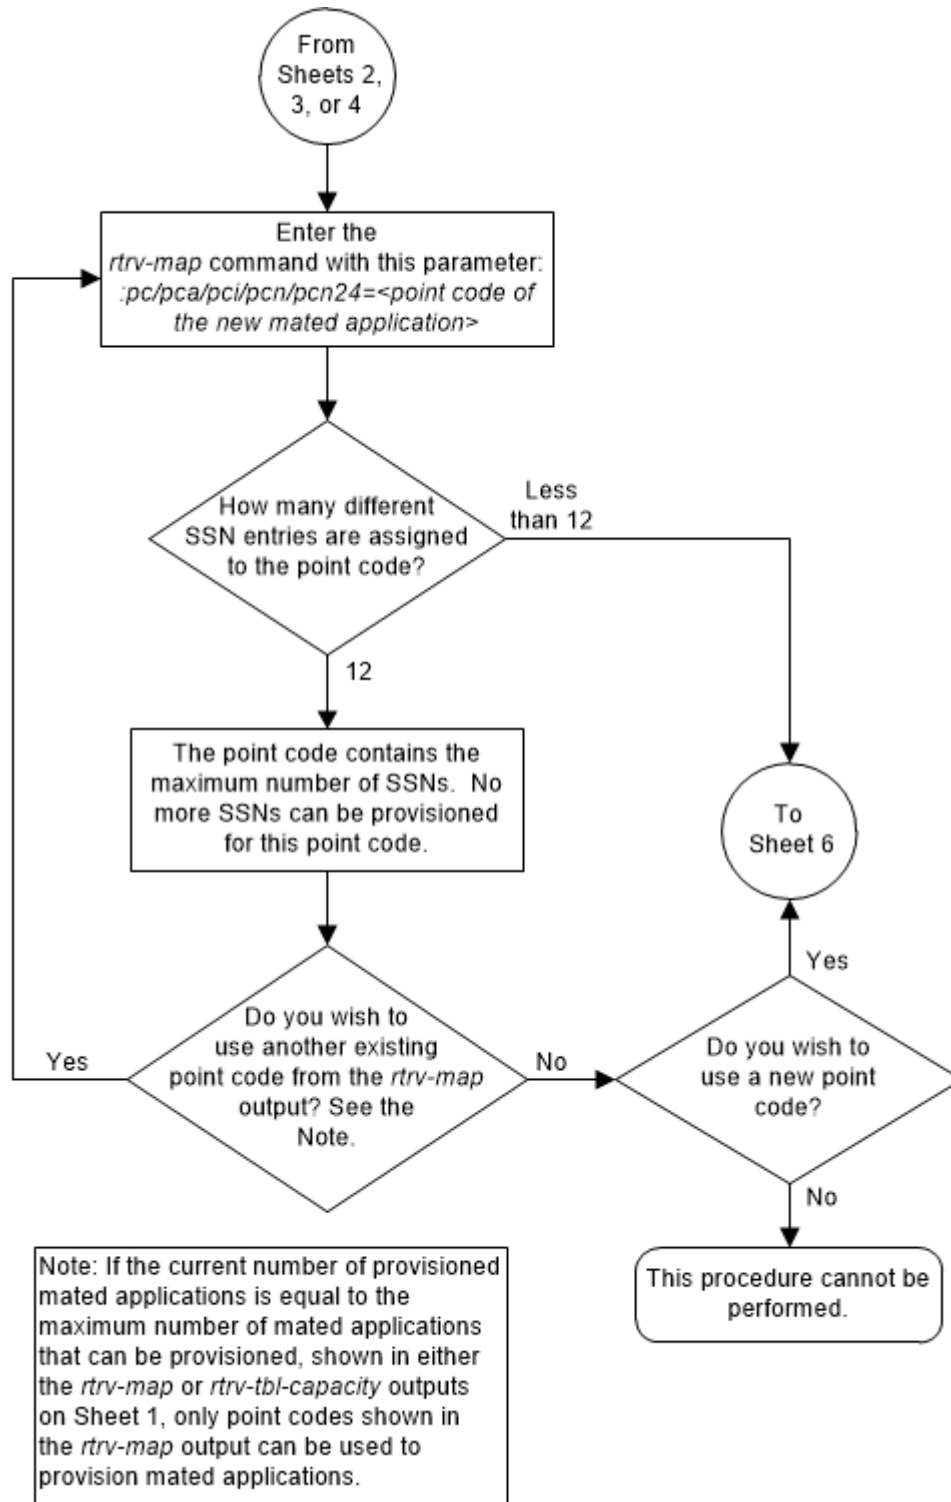 From
Sheets 2,
3, or 4
Enter the
rtrv-map command with this parameter:
:pc/pca/pci/pcn/pcn24=<point code of
the new mated application>
How many different
SSN entries are assigned
to the point code?
Less
than 12
12
The point code contains the
maximum number of SSNs.  No
more SSNs can be provisioned
for this point code.
To
Sheet 6
Do you wish to
use another existing
point code from the rtrv-map
output? See the
Note.
Yes
No
Do you wish to
use a new point
code?
Yes
No
This procedure cannot be
performed.
Note: If the current number of provisioned
mated applications is equal to the
maximum number of mated applications
that can be provisioned, shown in either
the rtrv-map or rtrv-tbl-capacity outputs
on Sheet 1, only point codes shown in
the rtrv-map output can be used to
provision mated applications.